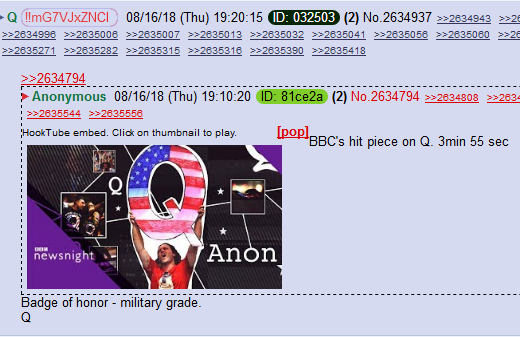 Q !!mG7VJxZNCI 08/16/18 (Thu) 19:20:15 ID: 032503 (2) No.2634937 >>2634943
>>2634996 >>2635006 >>2635007 >>2635013 >>2635032 >>2635041 >>2635056 >>2635060
>>2635271 >>2635282 >>2635315 >>2635316 >>2635390 >>2635418
>>2634794
Anonymous 08/16/18 (Thu) 19:10:20 ID: 81ce2a (2) No.2634794 >>2634808
>>2635544 >>2635556
HookTube embed. Click on thumbnail to play. [pop]
BBC's hit piece on Q. 3min 55 sec
Q
Q
Anon
BBC
newsnight
Badge of honor - military grade.
Q